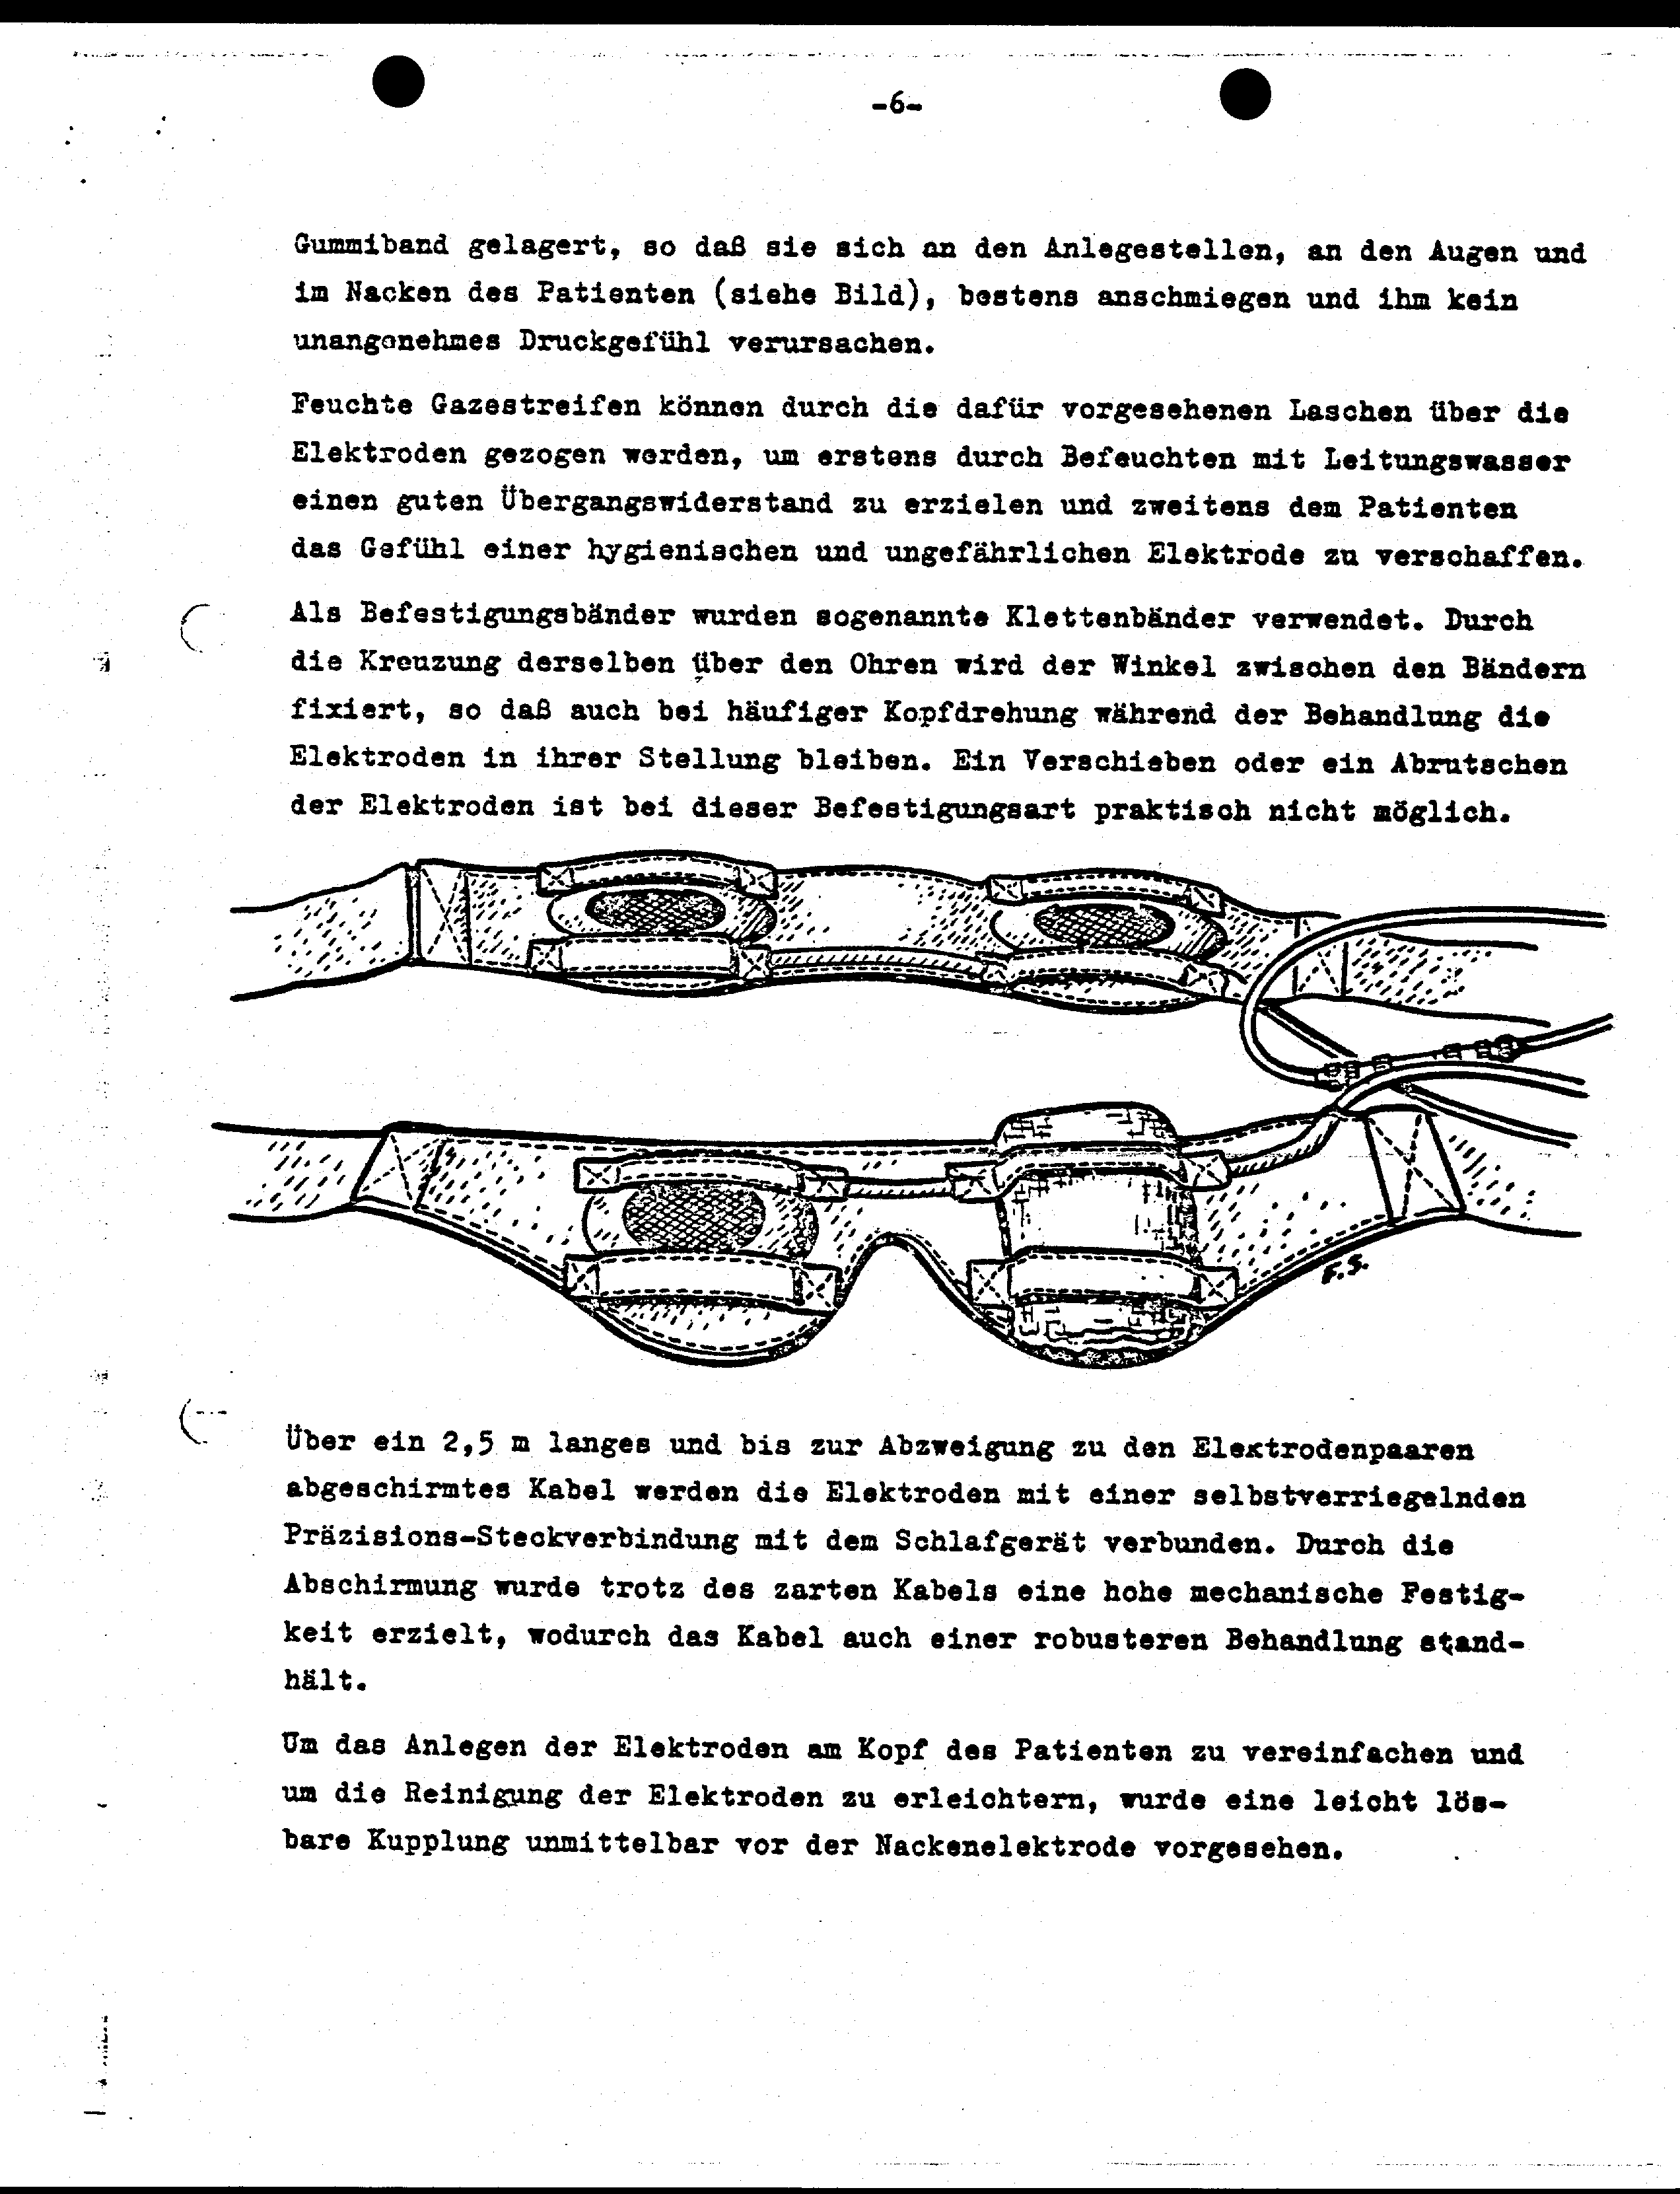 -6-
Gummiband gelagert, so daß sie sich an den Anlegestellen, an den Augen und
im Nacken des Patienten (siehe Bild), bestens anschmiegen und ihm kein
unangenehmes Druckgefühl verursachen.
Feuchte Gazestreifen können durch die dafür vorgesehenen Laschen über die
Elektroden gezogen werden, um erstens durch Befeuchten mit Leitungswasser
einen guten Übergangswiderstand zu erzielen und zweitens dem Patienten
das Gefühl einer hygienischen und ungefährlichen Elektrode zu verschaffen.
Als Befestigungsbänder wurden sogenannte Klettenbänder verwendet. Durch
die Kreuzung derselben über den Ohren wird der Winkel zwischen den Bändern
fixiert, so daß auch bei häufiger Kopfdrehung während der Behandlung die
Elektroden in ihrer Stellung bleiben. Ein Verschieben oder ein Abrutschen
der Elektroden ist bei dieser Befestigungsart praktisch nicht möglich.
F.S.
Über ein 2,5 m langes und bis zur Abzweigung zu den Elektrodenpaaren
abgeschirmtes Kabel werden die Elektroden mit einer selbstverriegelnden
Präzisions-Steckverbindung mit dem Schlafgerät verbunden. Durch die
Abschirmung wurde trotz des zarten Kabels eine hohe mechanische Festig-
keit erzielt, wodurch das Kabel auch einer robusteren Behandlung stand-
hält.
Um das Anlegen der Elektroden am Kopf des Patienten zu vereinfachen und
um die Reinigung der Elektroden zu erleichtern, wurde eine leicht lös-
bare Kupplung unmittelbar vor der Nackenelektrode vorgesehen.